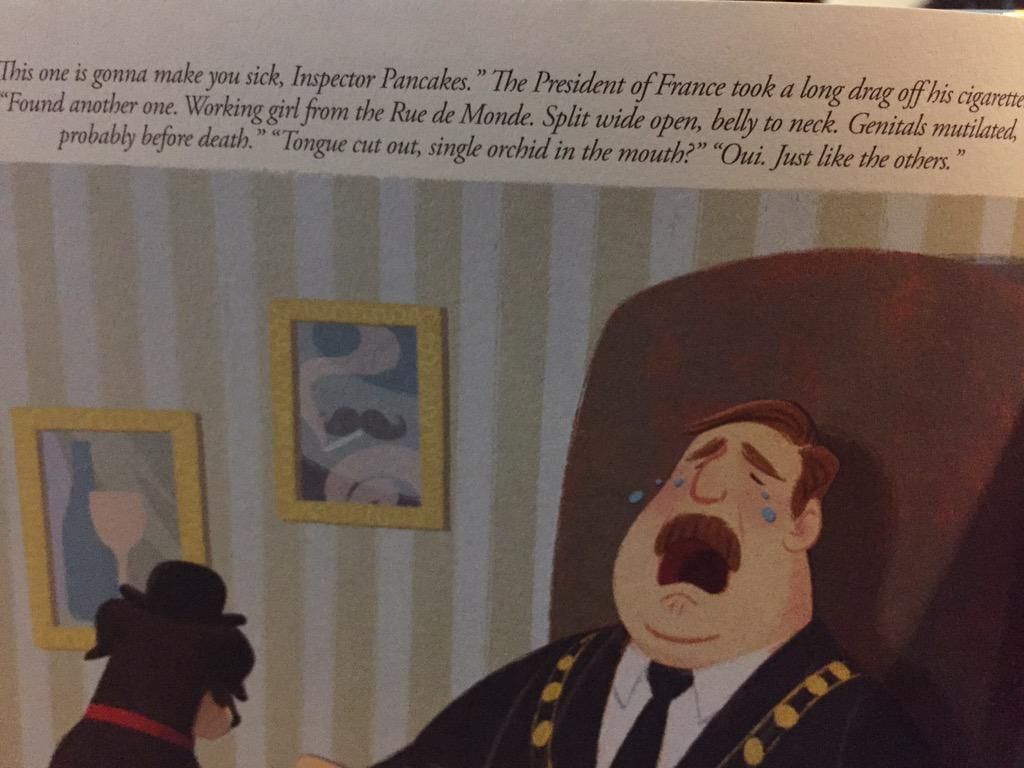 This one is gonna make you sick, Inspector Pancakes.” The President of France took a long drag off his cigarette
“Found another one. Working girl from the Rue de Monde. Split wide open, belly to neck. Genitals mutilated,
probably before death.” “Tongue cut out, single orchid in the mouth?” “Oui. Just like the others.”